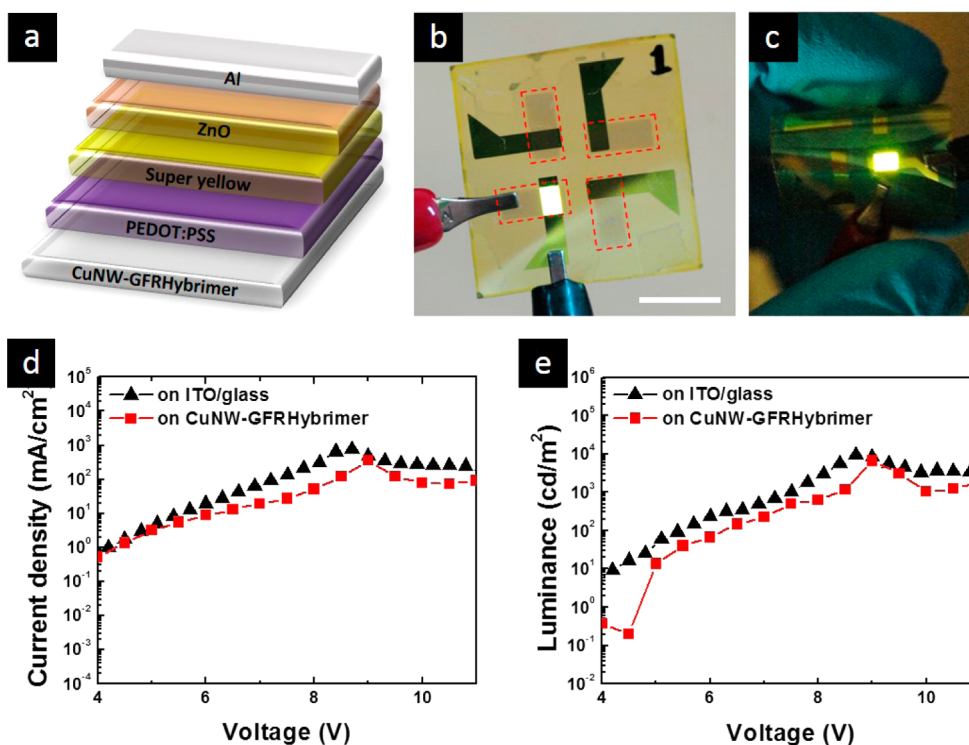 a
Al
ZnO
Super yellow
PEDOT:PSS
CuNW-GFRHybrimer
b
1
c
d
on ITO/glass
on CuNW-GFRHybrimer
10^5
10^4
10^3
10^2
10^1
10^0
10^-1
10^-2
10^-3
10^-4
Current density (mA/cm^2)
4
6
8
10
Voltage (V)
e
on ITO/glass
on CuNW-GFRHybrimer
10^6
10^5
10^4
10^3
10^2
10^1
10^0
10^-1
10^-2
Luminance (cd/m^2)
4
6
8
10
Voltage (V)